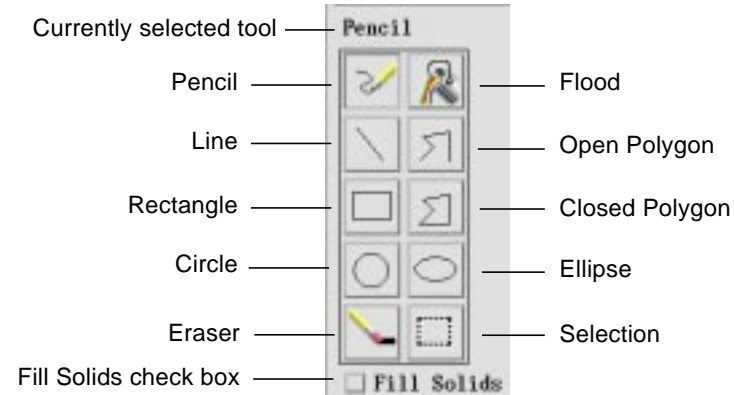 Currently selected tool Pencil
Pencil Flood
Line Open Polygon
Rectangle Closed Polygon
Circle Ellipse
Eraser Selection
Fill Solids check box Fill Solids